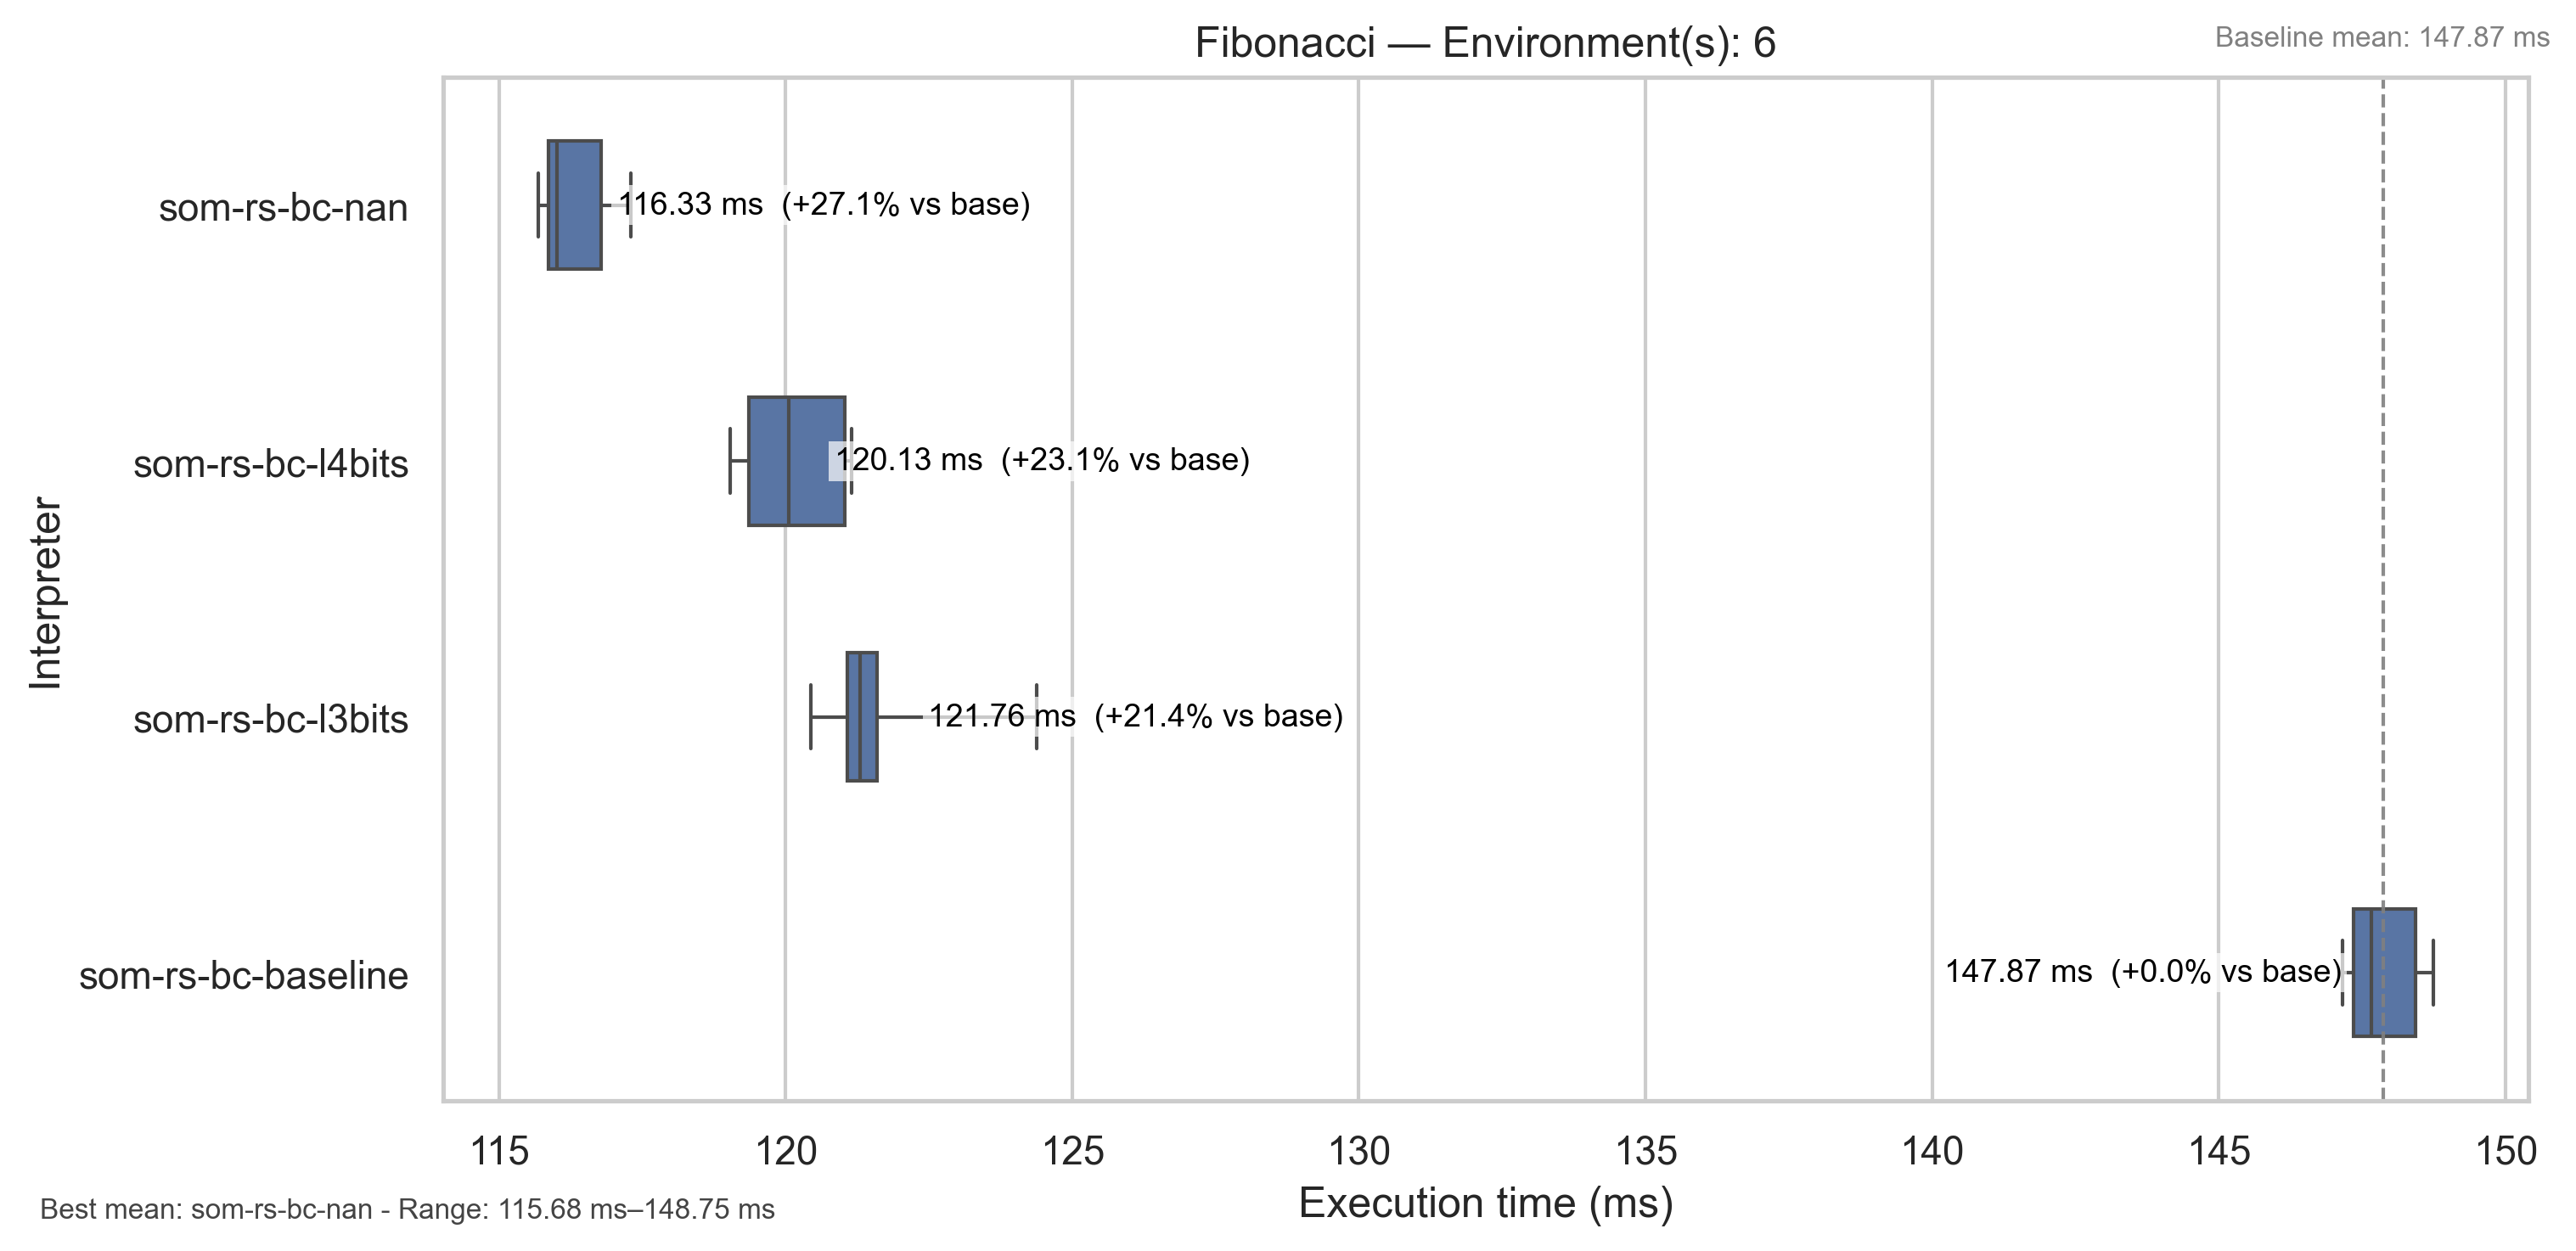 Fibonacci — Environment(s): 6
Baseline mean: 147.87 ms
Interpreter
som-rs-bc-nan
116.33 ms  (+27.1% vs base)
som-rs-bc-l4bits
120.13 ms  (+23.1% vs base)
som-rs-bc-l3bits
121.76 ms  (+21.4% vs base)
som-rs-bc-baseline
147.87 ms  (+0.0% vs base)
115 120 125 130 135 140 145 150
Execution time (ms)
Best mean: som-rs-bc-nan - Range: 115.68 ms–148.75 ms